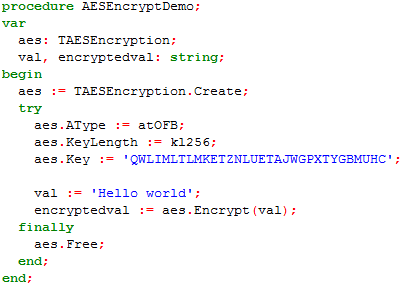 procedure AESEncryptDemo;
var
  aes: TAESEncryption;
  val, encryptedval: string;
begin
  aes := TAESEncryption.Create;
  try
    aes.AType := atOFB;
    aes.KeyLength := kl256;
    aes.Key := 'QWLIMLTLMKETZNLUETAJWGPXTYGBMUHC';

    val := 'Hello world';
    encryptedval := aes.Encrypt(val);
  finally
    aes.Free;
  end;
end;